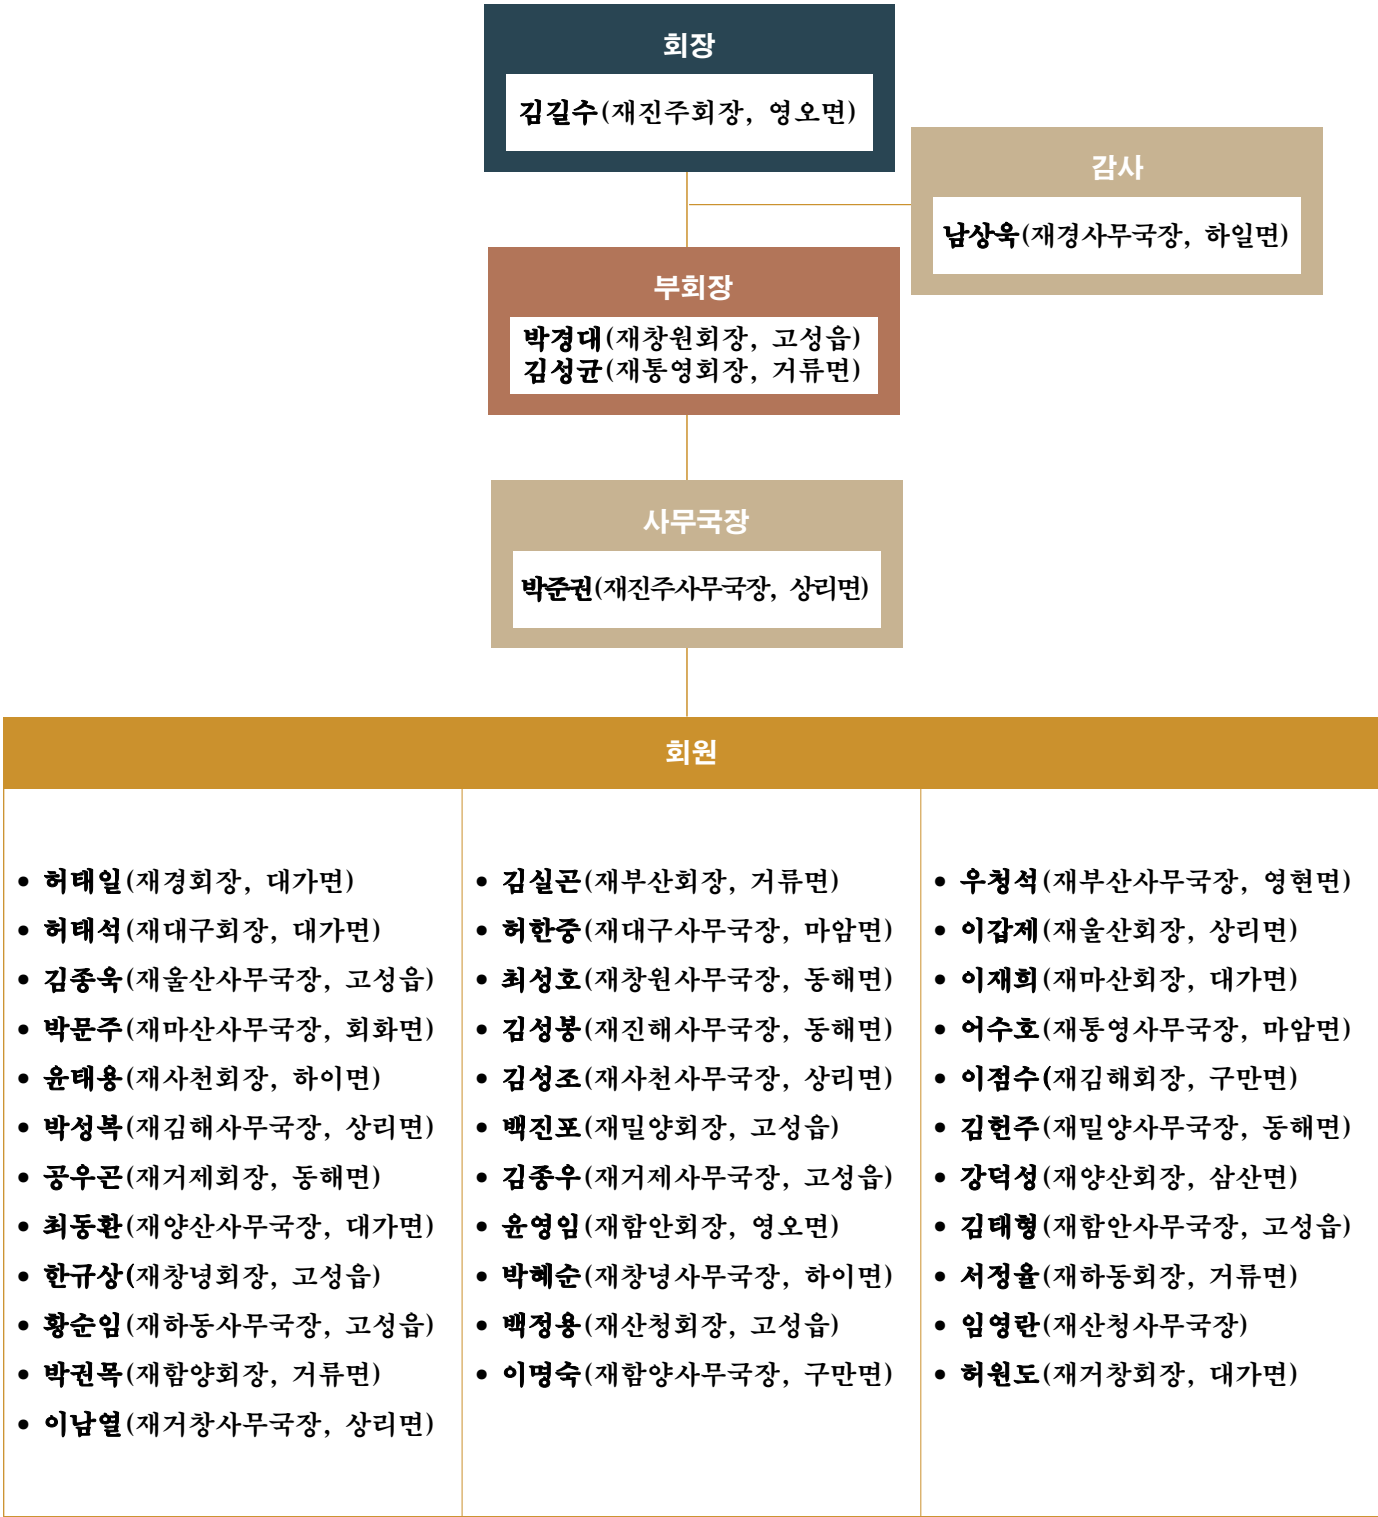 회장
김길수(재진주회장, 영오면)
감사
남상욱(재경사무국장, 하일면)
부회장
박경대(재창원회장, 고성읍)
김성균(재통영회장, 거류면)
사무국장
박준권(재진주사무국장, 상리면)
회원
• 허태일(재경회장, 대가면)
• 허태석(재대구회장, 대가면)
• 김종욱(재울산사무국장, 고성읍)
• 박문주(재마산사무국장, 회화면)
• 윤태용(재사천회장, 하이면)
• 박성복(재김해사무국장, 상리면)
• 공우곤(재거제회장, 동해면)
• 최동환(재양산사무국장, 대가면)
• 한규상(재창녕회장, 고성읍)
• 황순임(재하동사무국장, 고성읍)
• 박권목(재함양회장, 거류면)
• 이남열(재거창사무국장, 상리면)
• 김실곤(재부산회장, 거류면)
• 허한중(재대구사무국장, 마암면)
• 최성호(재창원사무국장, 동해면)
• 김성봉(재진해사무국장, 동해면)
• 김성조(재사천사무국장, 상리면)
• 백진포(재밀양회장, 고성읍)
• 김종우(재거제사무국장, 고성읍)
• 윤영임(재함안회장, 영오면)
• 박혜순(재창녕사무국장, 하이면)
• 백정용(재산청회장, 고성읍)
• 이명숙(재함양사무국장, 구만면)
• 우청석(재부산사무국장, 영현면)
• 이갑제(재울산회장, 상리면)
• 이재희(재마산회장, 대가면)
• 어수호(재통영사무국장, 마암면)
• 이점수(재김해회장, 구만면)
• 김헌주(재밀양사무국장, 동해면)
• 강덕성(재양산회장, 삼산면)
• 김태형(재함안사무국장, 고성읍)
• 서정율(재하동회장, 거류면)
• 임영란(재산청사무국장)
• 허원도(재거창회장, 대가면)